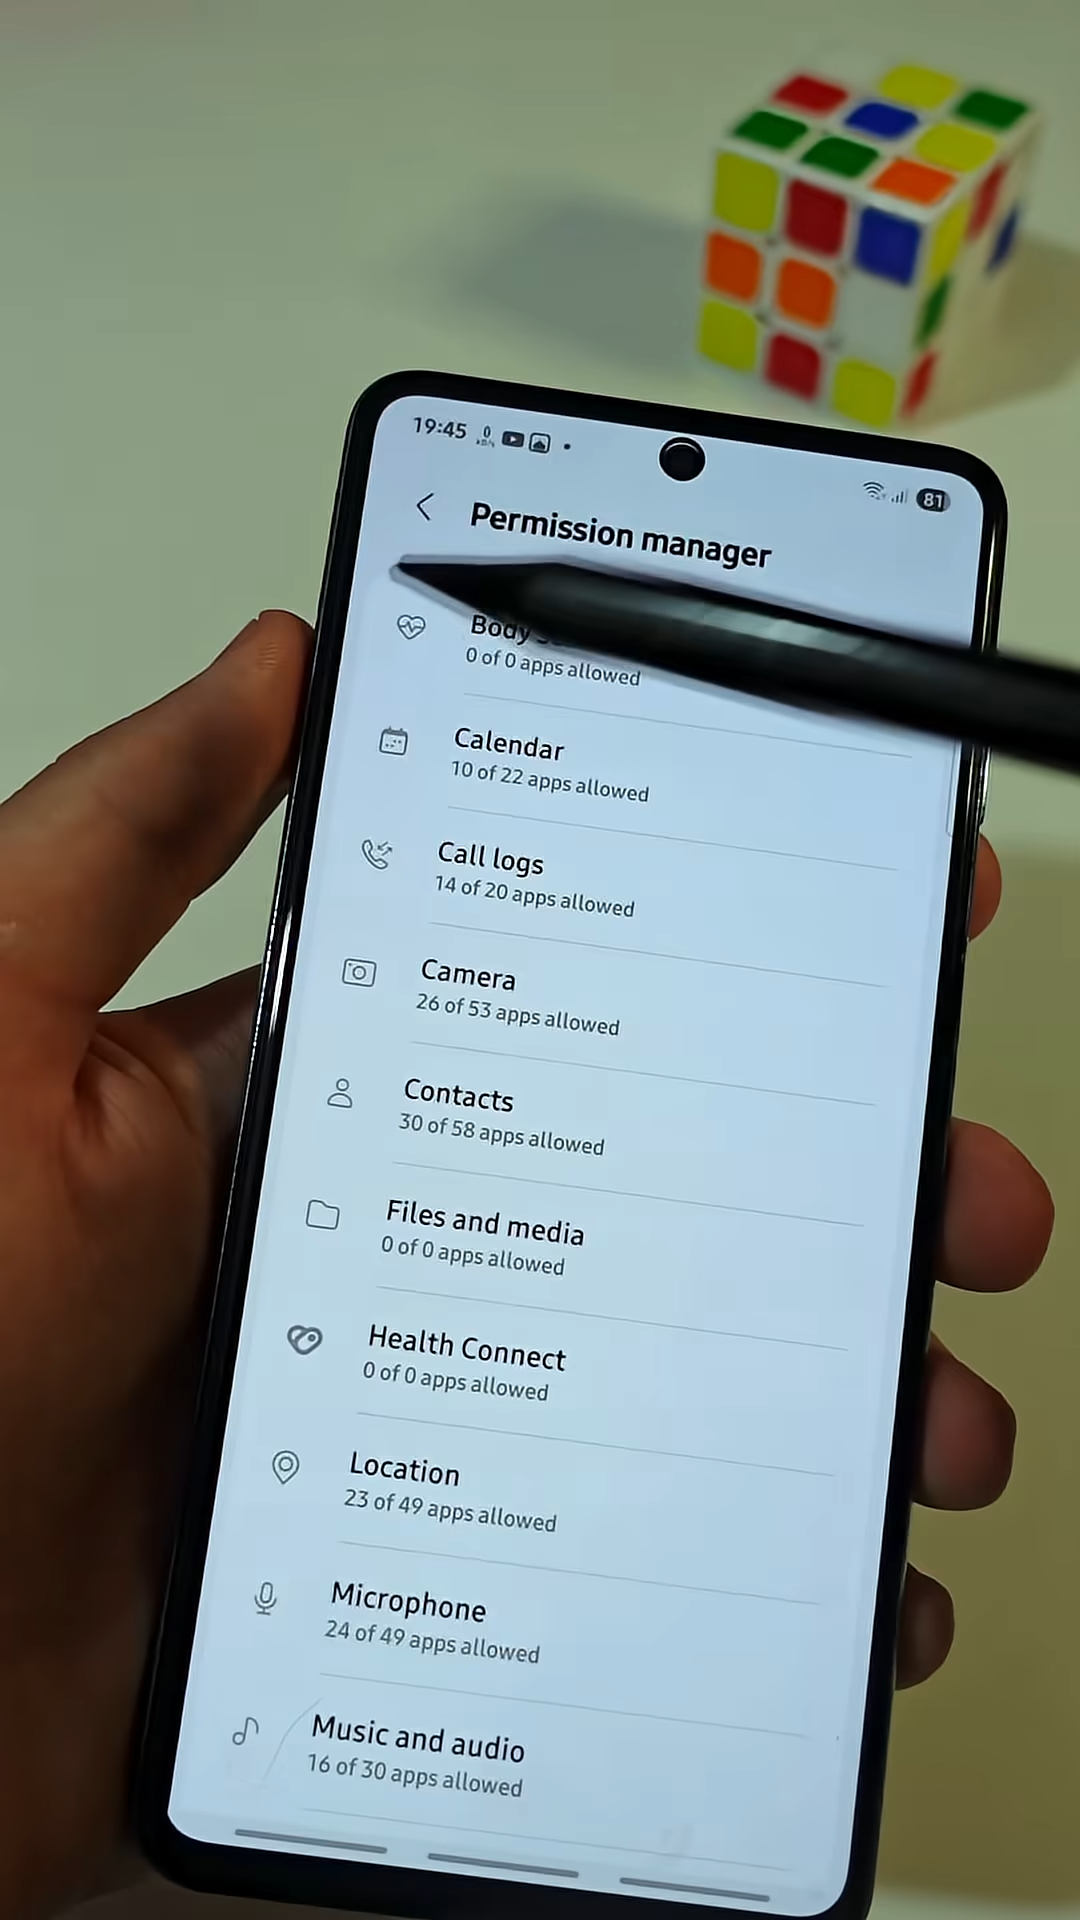 19:45
81
Permission manager
Body
0 of 0 apps allowed
Calendar
10 of 22 apps allowed
Call logs
14 of 20 apps allowed
Camera
26 of 53 apps allowed
Contacts
30 of 58 apps allowed
Files and media
0 of 0 apps allowed
Health Connect
0 of 0 apps allowed
Location
23 of 49 apps allowed
Microphone
24 of 49 apps allowed
Music and audio
16 of 30 apps allowed